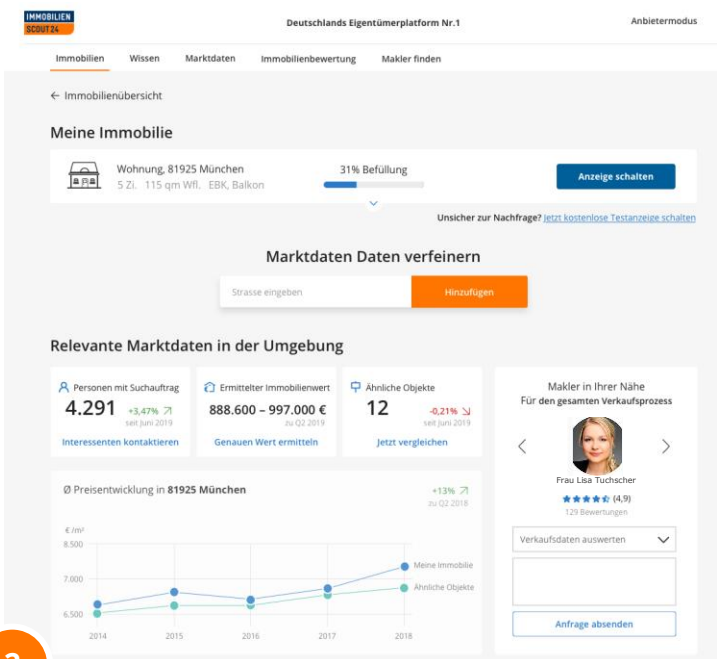 IMMOBILIEN
SCOUT24
Deutschlands Eigentümerplatform Nr.1
Anbietermodus
Immobilien Wissen Marktdaten Immobilienbewertung Makler finden
← Immobilienübersicht
Meine Immobilie
Wohnung, 81925 München
5 Zi. 115 qm Wfl. EBK, Balkon
31% Befüllung
Anzeige schalten
Unsicher zur Nachfrage? Jetzt kostenlose Testanzeige schalten
Marktdaten Daten verfeinern
Strasse eingeben
Hinzufügen
Relevante Marktdaten in der Umgebung
Personen mit Suchauftrag
4.291 +3,47%
seit Juni 2019
Interessenten kontaktieren
Ermittelter Immobilienwert
888.600 – 997.000 €
zu Q2 2019
Genauen Wert ermitteln
Ähnliche Objekte
12 -0,21%
seit Juni 2019
Jetzt vergleichen
Makler in Ihrer Nähe
Für den gesamten Verkaufsprozess
Frau Lisa Tuchscher
(4,9)
129 Bewertungen
Verkaufsdaten auswerten
Anfrage absenden
Ø Preisentwicklung in 81925 München
+13%
zu Q2 2018
€ /m²
8.500
7.000
6.500
Meine Immobilie
Ähnliche Objekte
2014 2015 2016 2017 2018